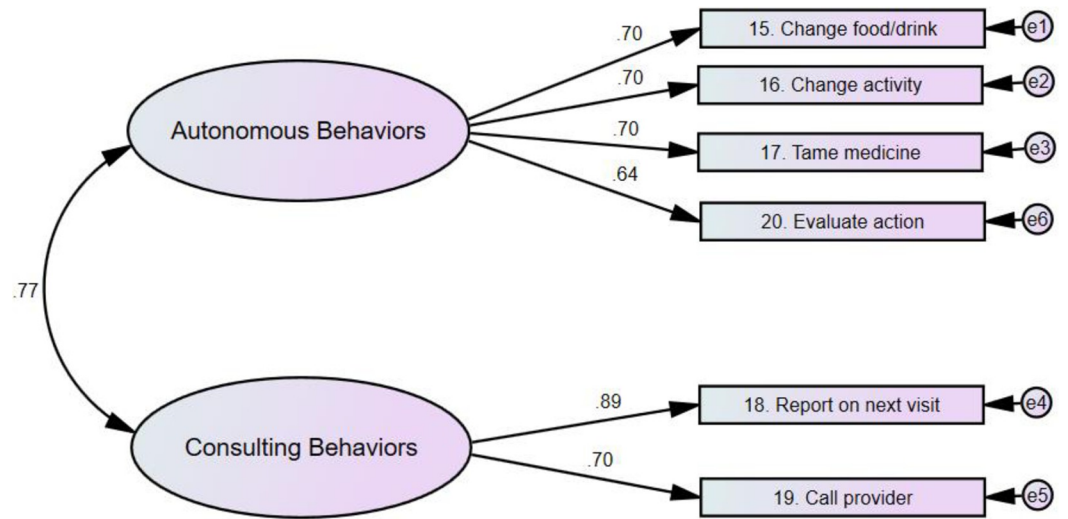 .70
15. Change food/drink
e1
.70
16. Change activity
e2
Autonomous Behaviors
.70
17. Tame medicine
e3
.64
20. Evaluate action
e6
.77
.89
18. Report on next visit
e4
Consulting Behaviors
.70
19. Call provider
e5